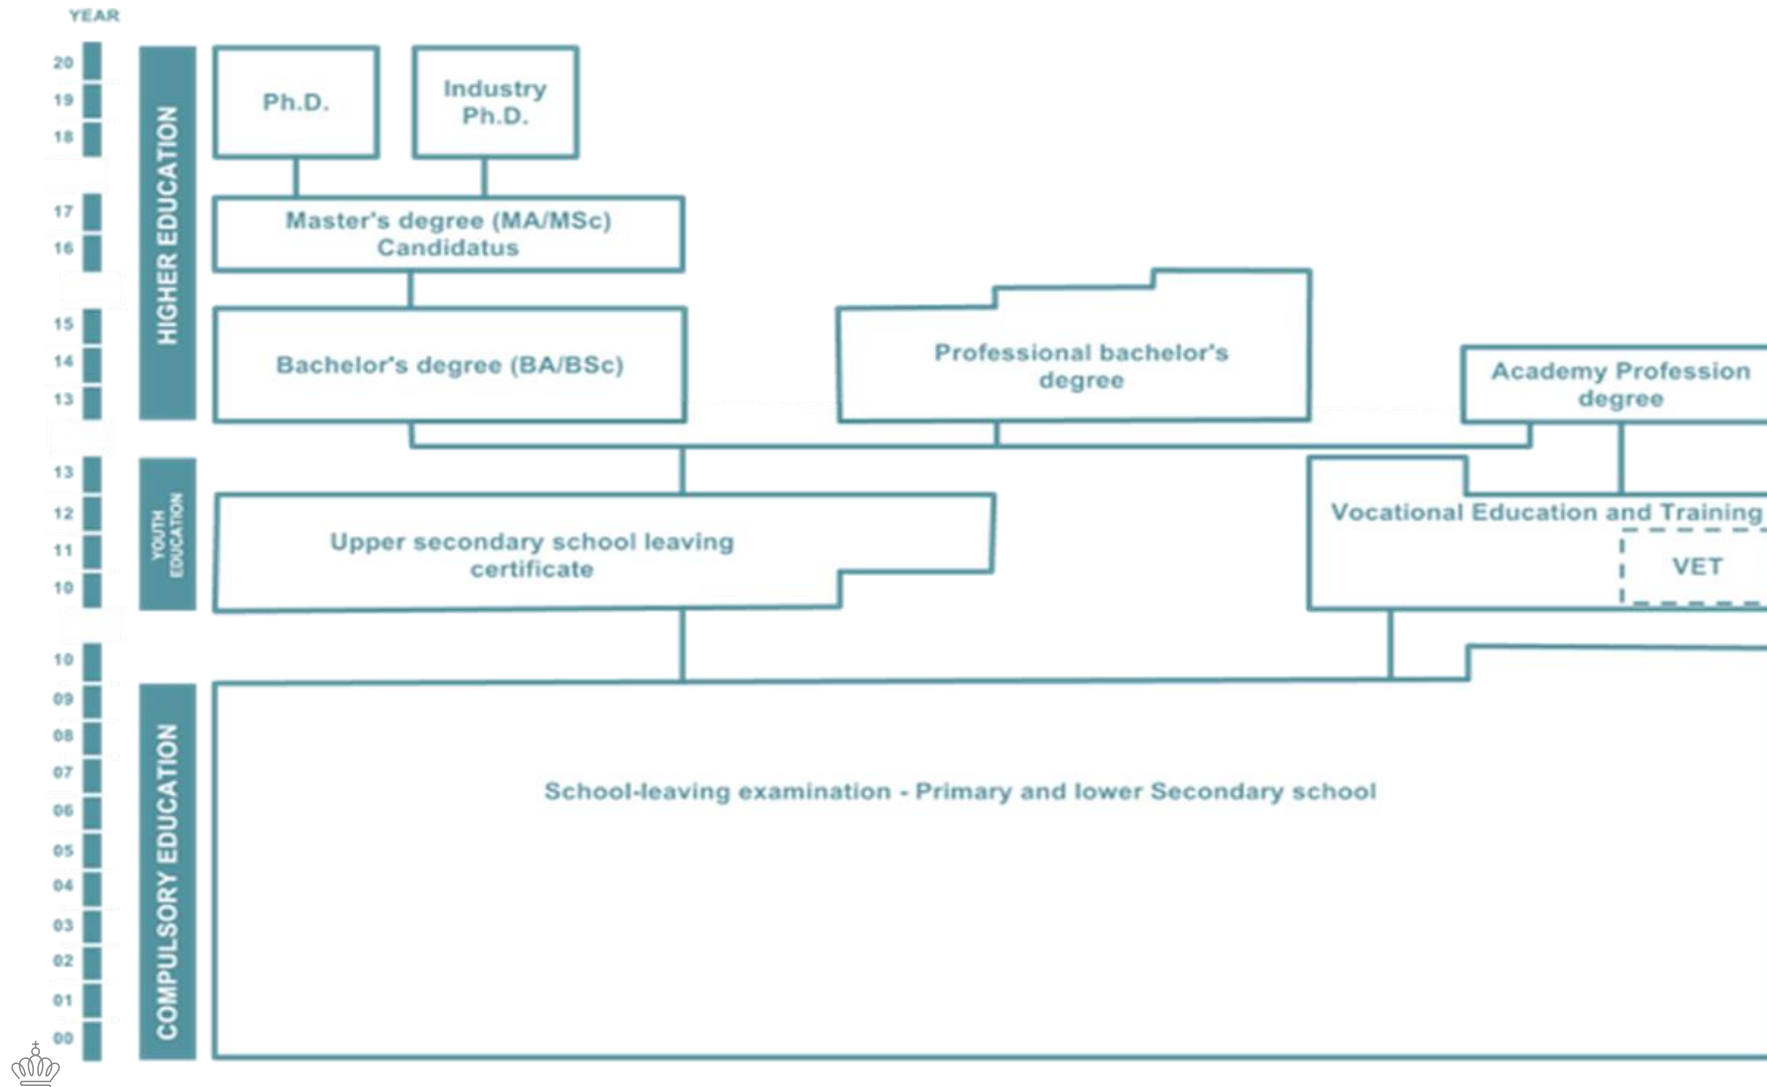 YEAR
20
19
18
17
16
15
14
13
13
12
11
10
10
09
08
07
06
05
04
03
02
01
00
HIGHER EDUCATION
YOUTH
EDUCATION
COMPULSORY EDUCATION
Ph.D.
Industry
Ph.D.
Master's degree (MA/MSc)
Candidatus
Bachelor's degree (BA/BSc)
Professional bachelor's
degree
Academy Profession
degree
Upper secondary school leaving
certificate
Vocational Education and Training
VET
School-leaving examination - Primary and lower Secondary school